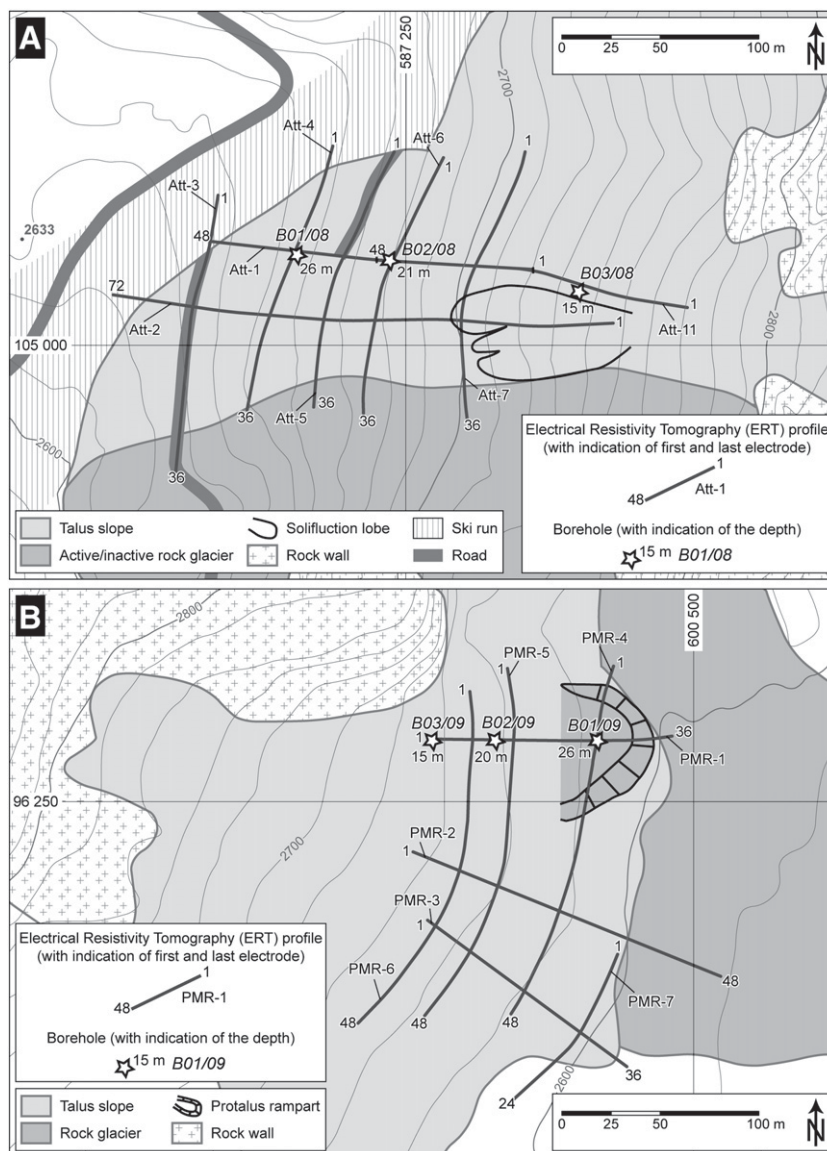 A
587 250
0 25 50 100 m
N
2700
Att-4
1
1
Att-6
1
1
Att-3
1
2633
48
B01/08
26 m
48
B02/08
21 m
Att-1
1
B03/08
15 m
1
Att-11
72
Att-2
1
2800
105 000
Att-7
36
Att-5
36
36
36
2600
36
Electrical Resistivity Tomography (ERT) profile
(with indication of first and last electrode)
1
48
Att-1
Borehole (with indication of the depth)
15 m B01/08
Talus slope
Solifluction lobe
Ski run
Active/inactive rock glacier
Rock wall
Road
B
2800
600 500
PMR-4
PMR-5
1
1
1
B03/09
1
15 m
B02/09
20 m
B01/09
26 m
36
PMR-1
96 250
2700
PMR-2
1
PMR-3
1
1
PMR-6
48
PMR-7
48
48
48
2600
36
24
Electrical Resistivity Tomography (ERT) profile
(with indication of first and last electrode)
1
48
PMR-1
Borehole (with indication of the depth)
15 m B01/09
Talus slope
Protalus rampart
Rock glacier
Rock wall
0 25 50 100 m
N